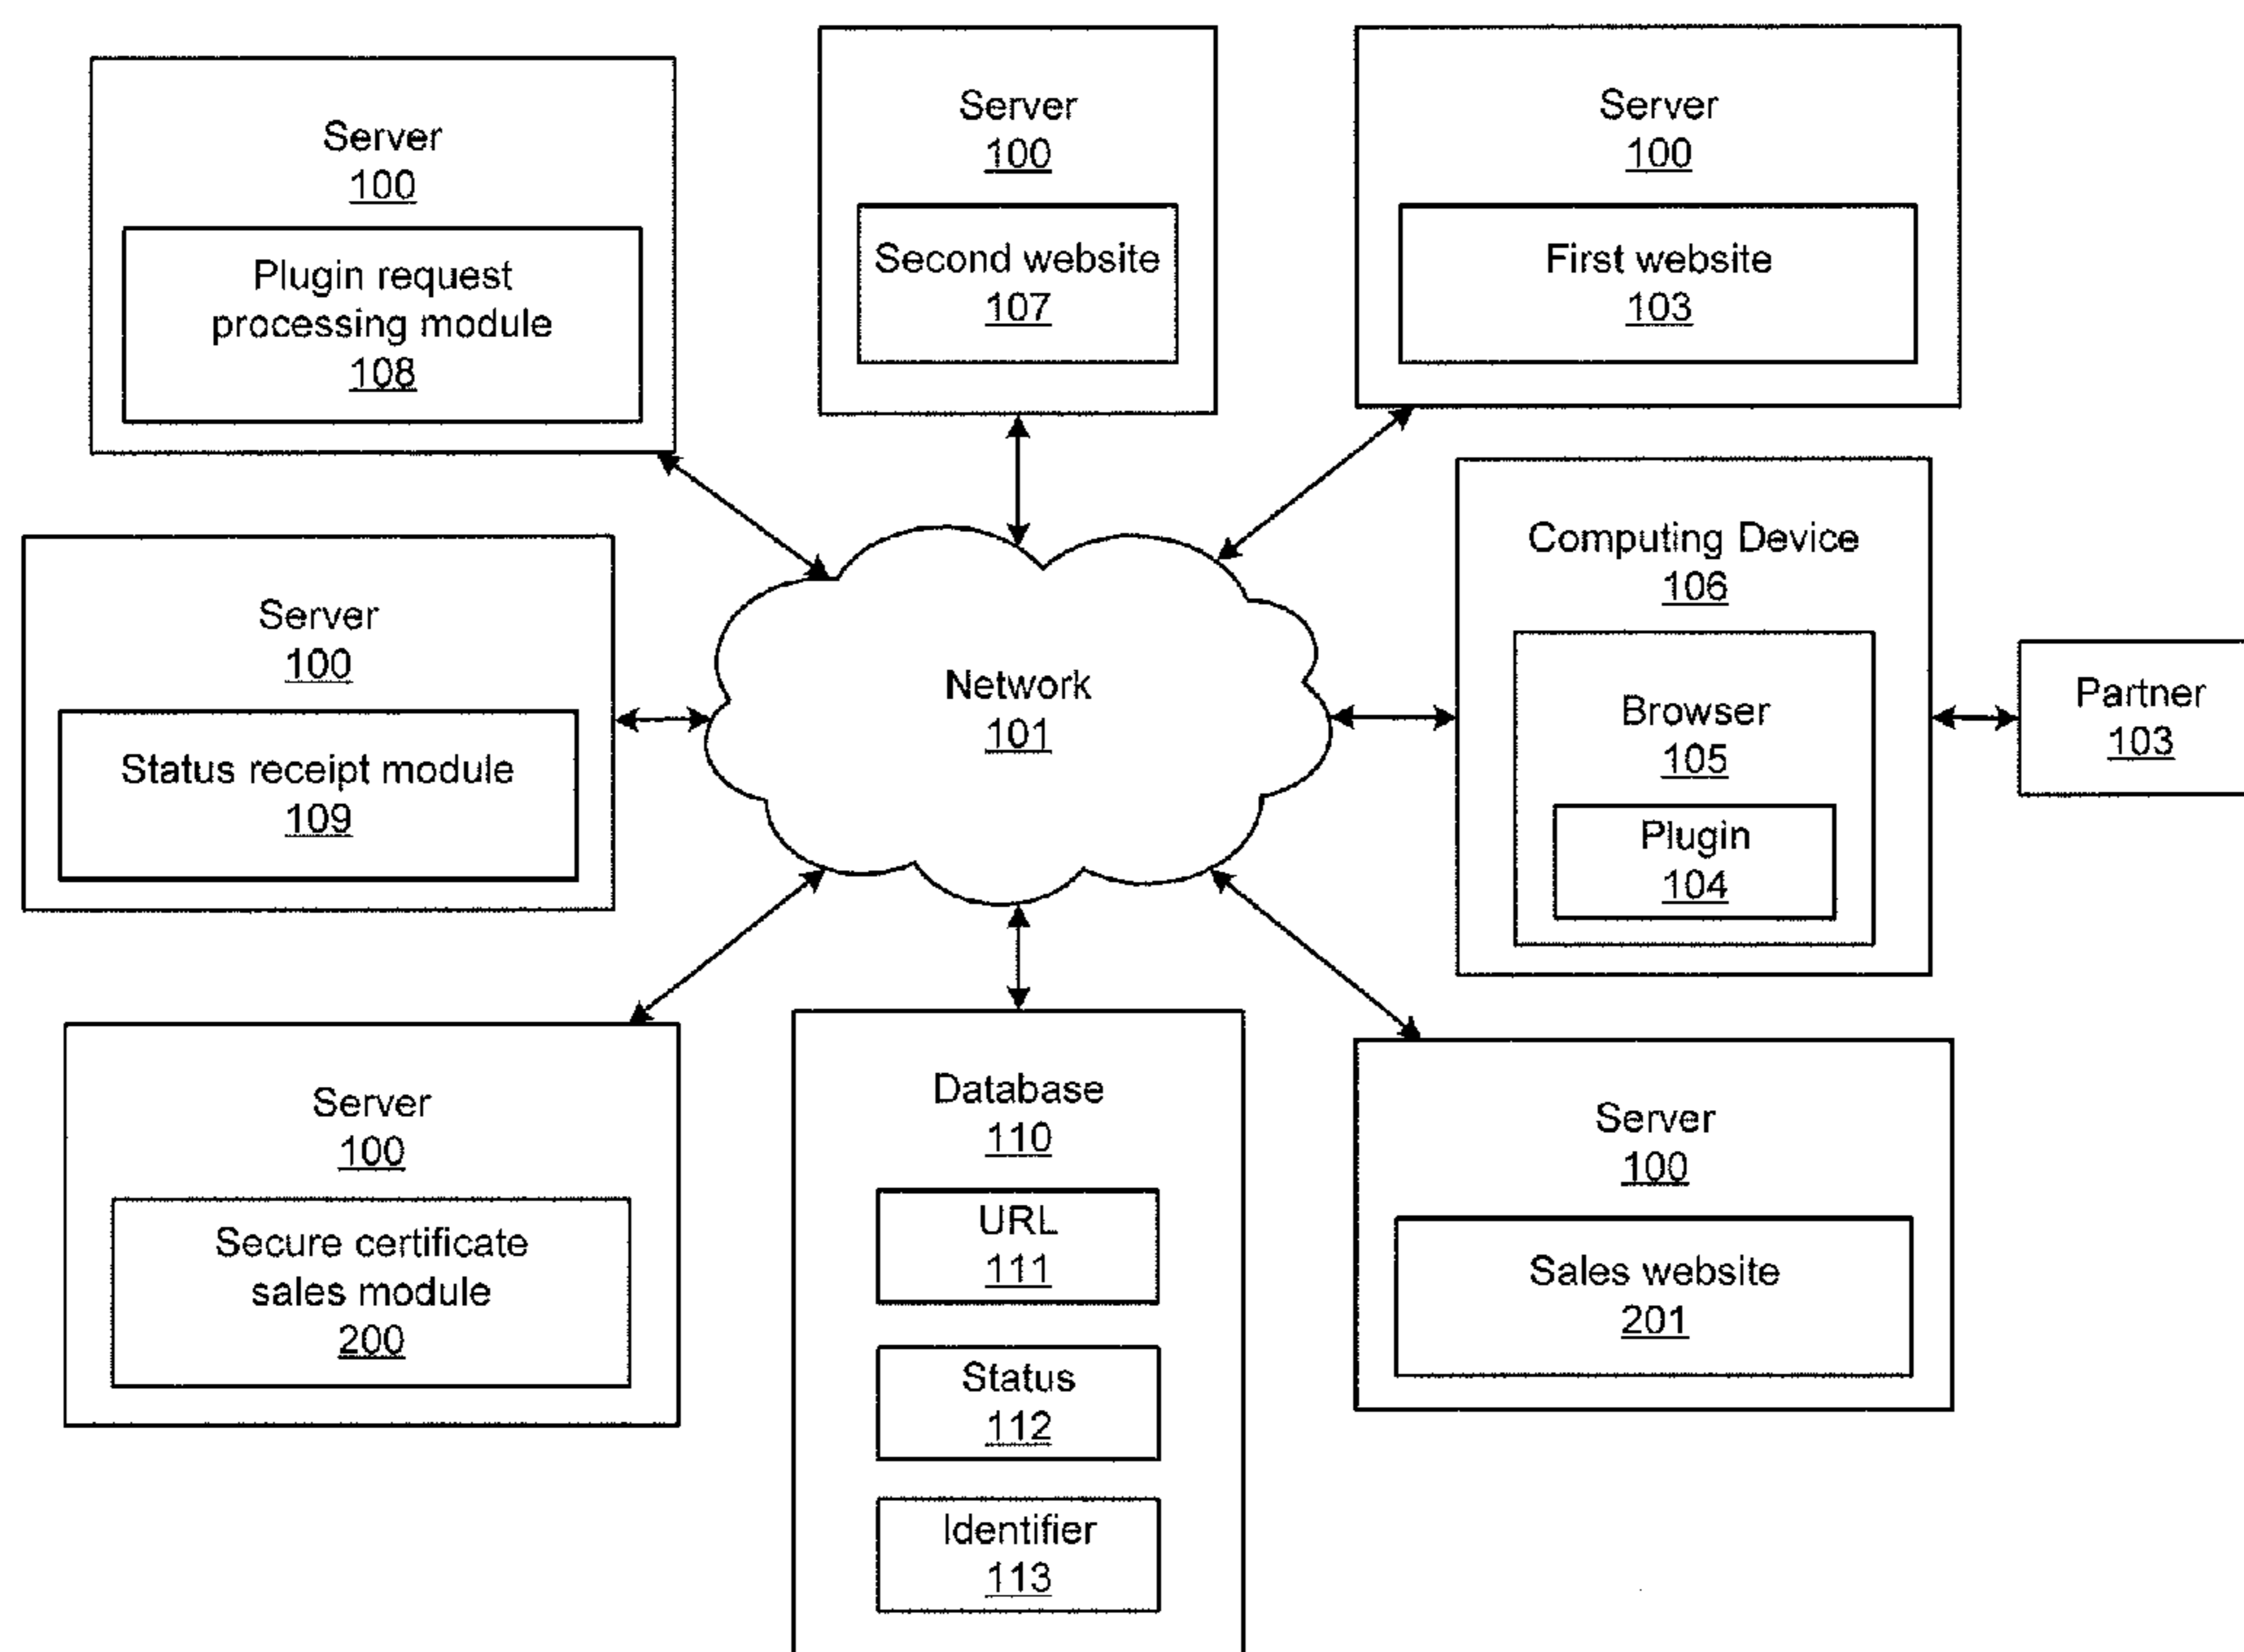 Server
100
Plugin request
processing module
108
Server
100
Second website
107
Server
100
First website
103
Server
100
Status receipt module
109
Network
101
Computing Device
106
Browser
105
Plugin
104
Partner
103
Server
100
Secure certificate
sales module
200
Database
110
URL
111
Status
112
Identifier
113
Server
100
Sales website
201